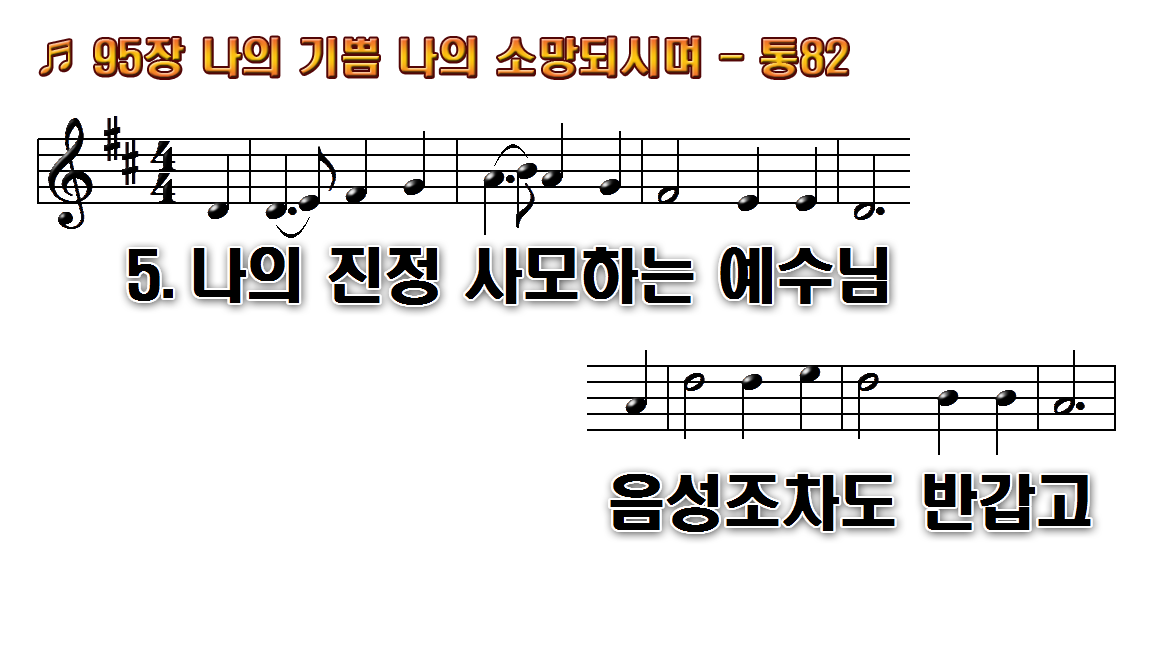 ♬ 95장 나의 기쁨 나의 소망되시며 - 통82
5. 나의 진정 사모하는 예수님
음성조차도 반갑고